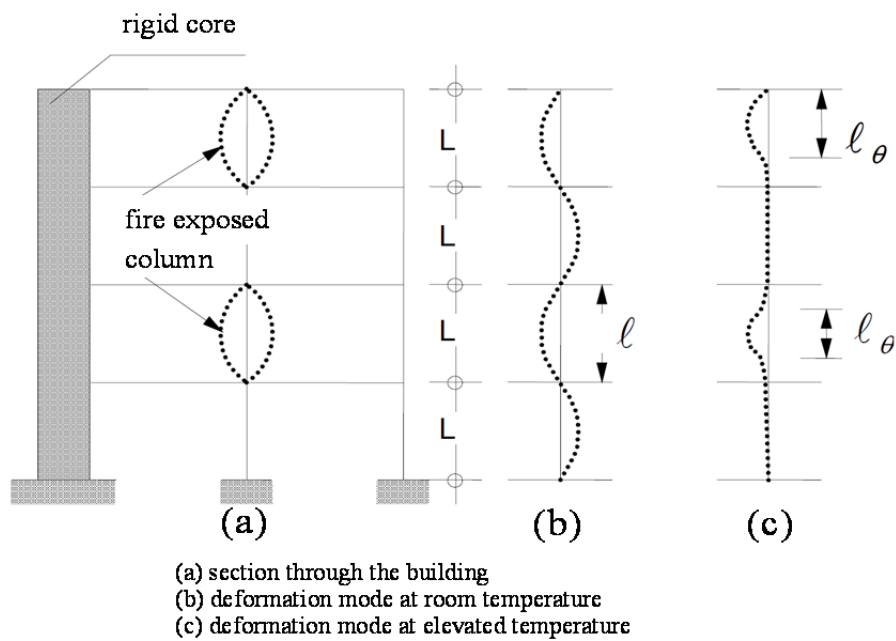 rigid core
fire exposed
column
L
L
L
L
ℓ
ℓ θ
ℓ θ
(a)
(b)
(c)
(a) section through the building
(b) deformation mode at room temperature
(c) deformation mode at elevated temperature